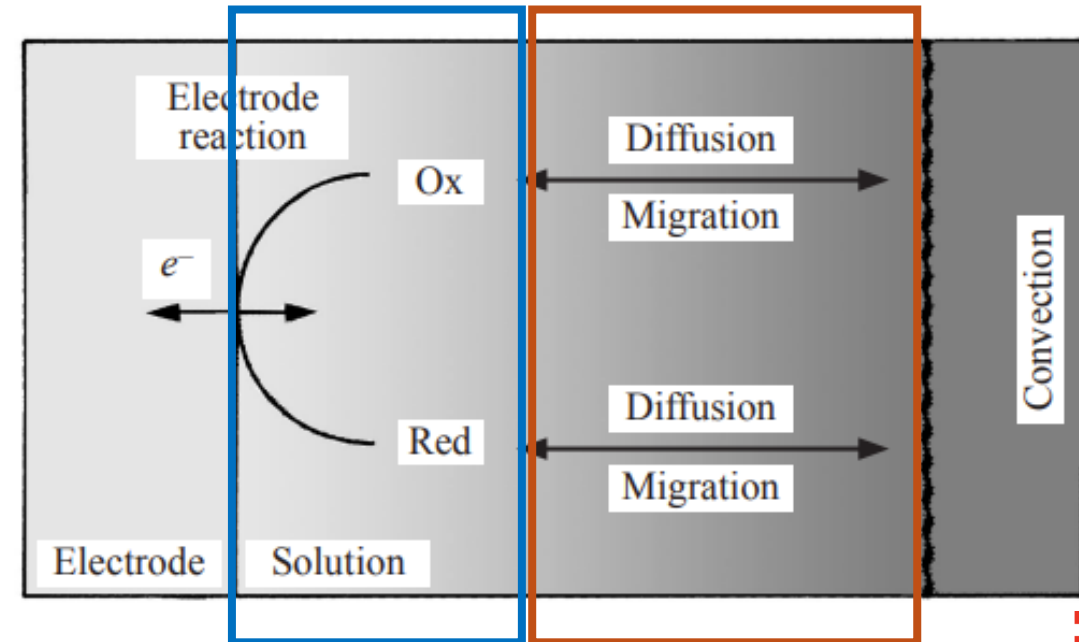 Electrode
reaction
Ox
e–
Red
Electrode
Solution
Diffusion
Migration
Diffusion
Migration
Convection